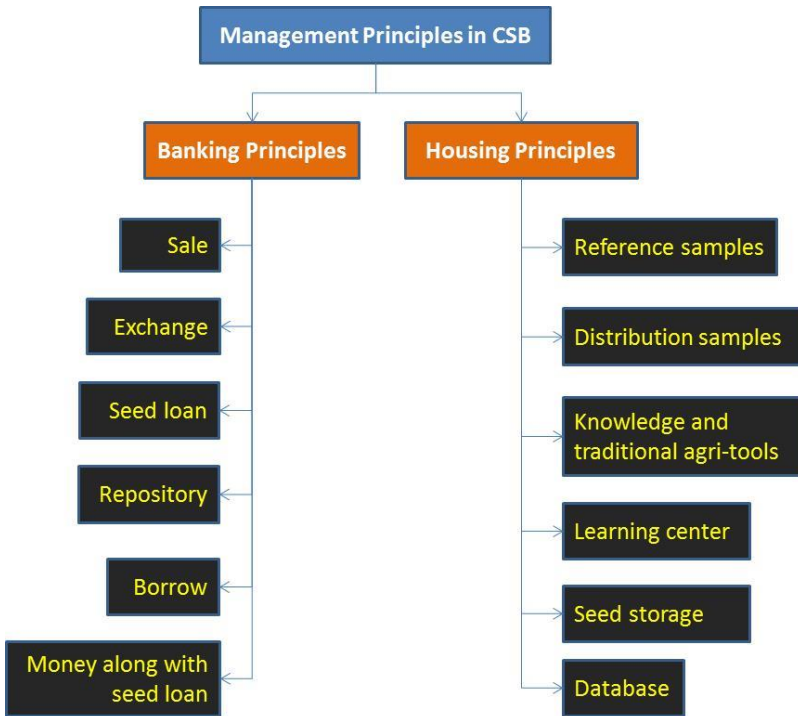 Management Principles in CSB
Banking Principles
Housing Principles
Sale
Exchange
Seed loan
Repository
Borrow
Money along with
seed loan
Reference samples
Distribution samples
Knowledge and
traditional agri-tools
Learning center
Seed storage
Database